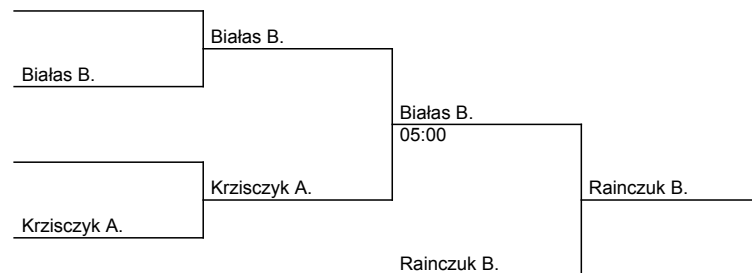 Białas B.
Białas B.
Białas B.
05:00
Krzisczyk A.
Rainczuk B.
Krzisczyk A.
Rainczuk B.